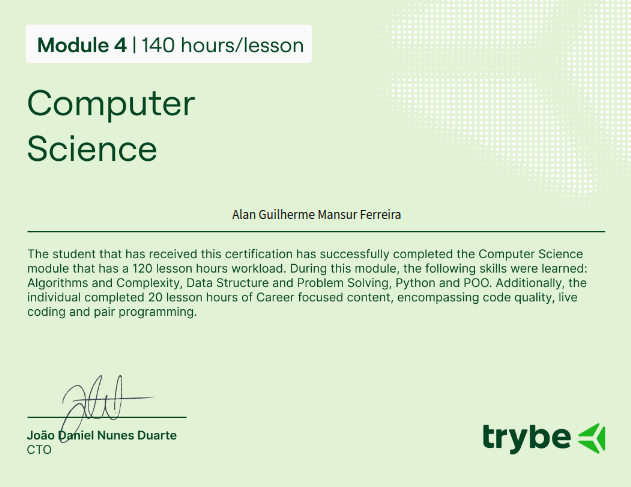 Module 4 | 140 hours/lesson
Computer
Science
Alan Guilherme Mansur Ferreira
The student that has received this certification has successfully completed the Computer Science
module that has a 120 lesson hours workload. During this module, the following skills were learned:
Algorithms and Complexity, Data Structure and Problem Solving, Python and POO. Additionally, the
individual completed 20 lesson hours of Career focused content, encompassing code quality, live
coding and pair programming.
João Daniel Nunes Duarte
CTO
trybe